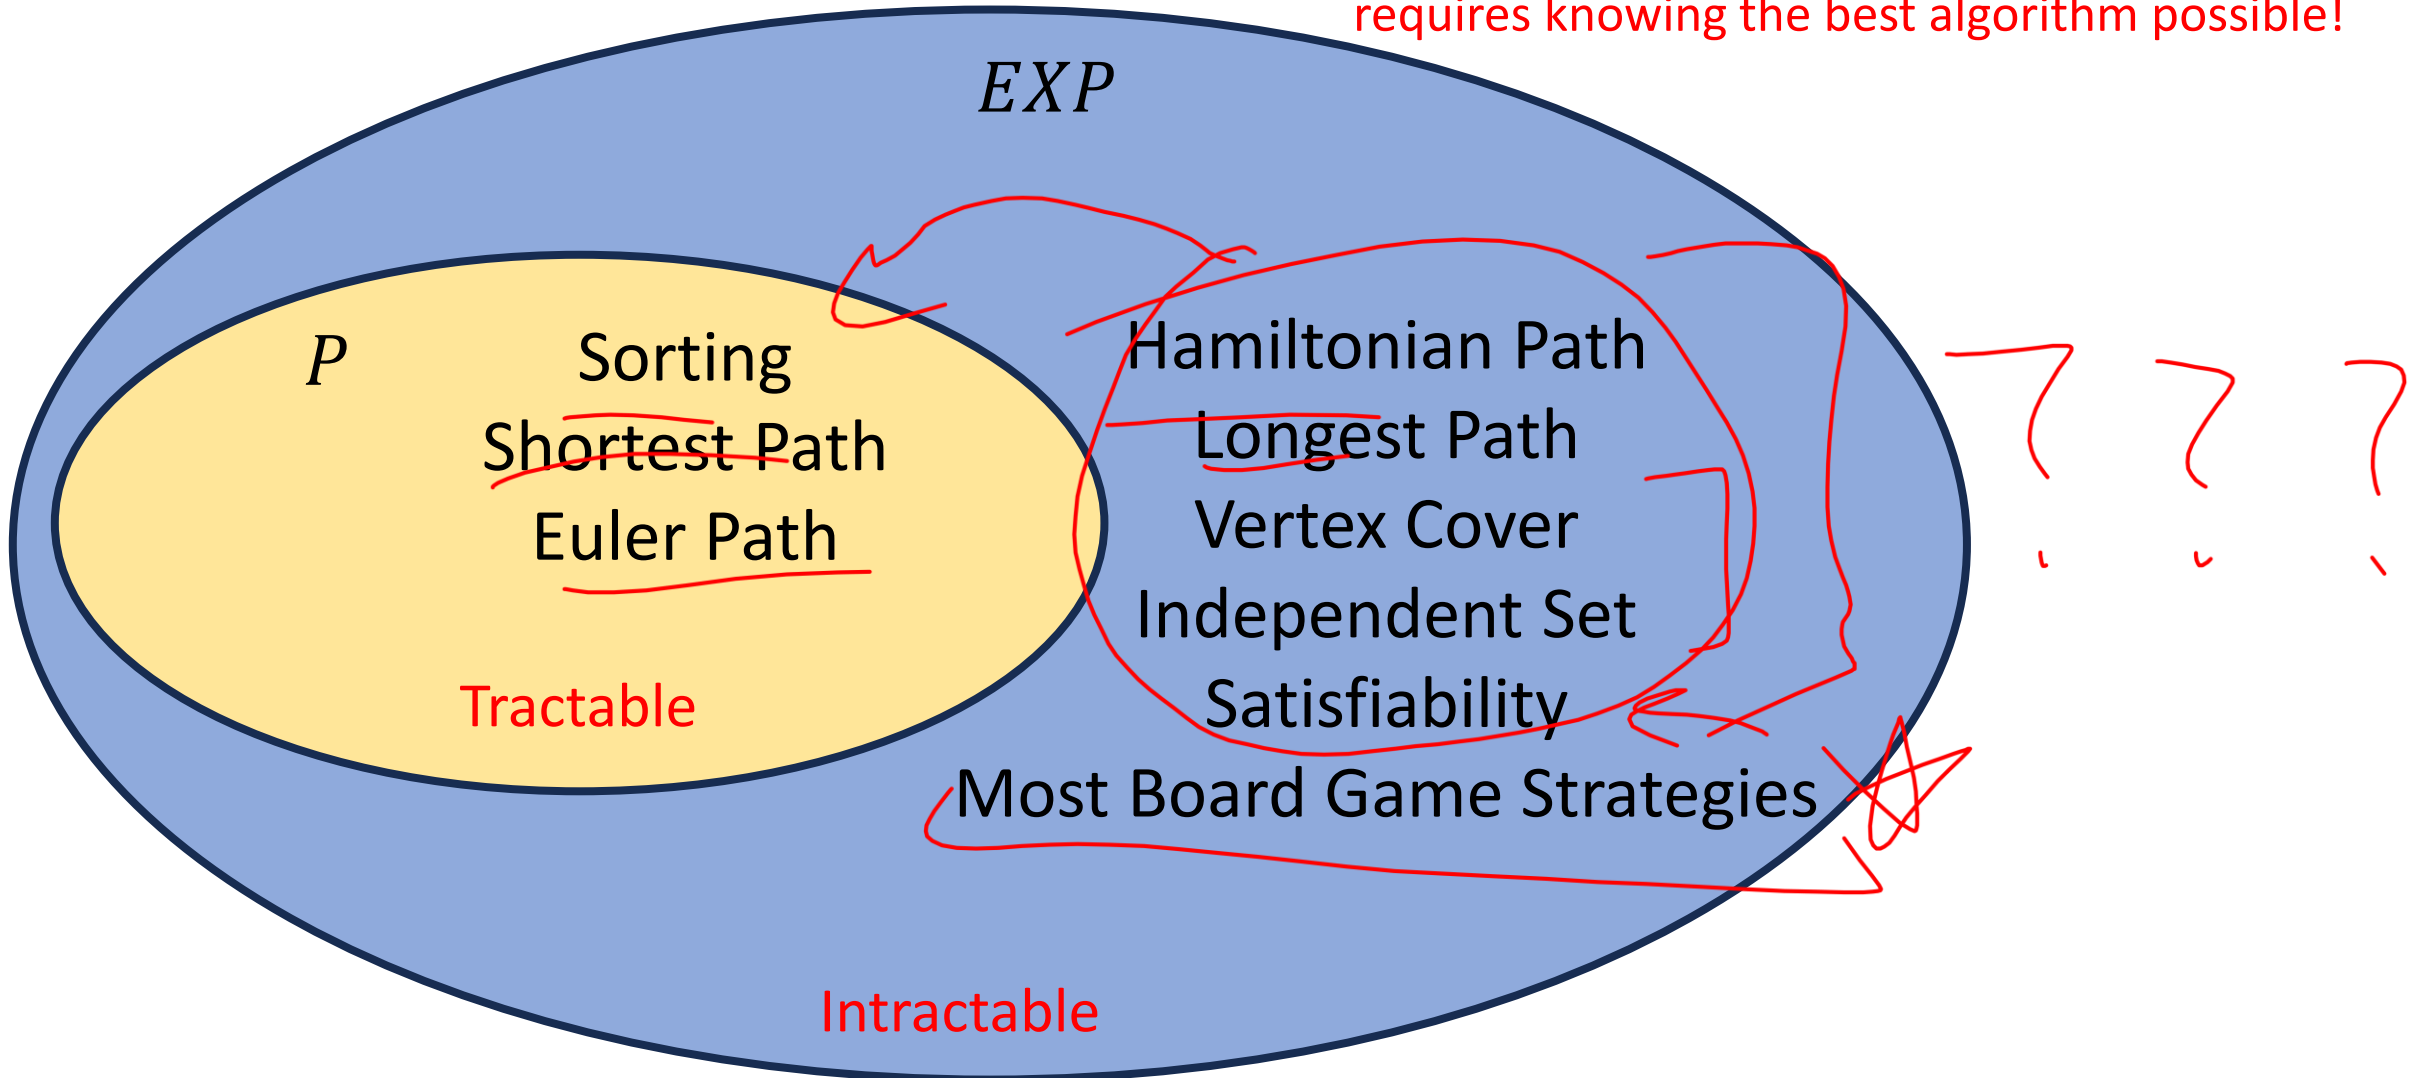 requires knowing the best algorithm possible!
EXP
P
Sorting
Shortest Path
Euler Path
Tractable
Hamiltonian Path
Longest Path
Vertex Cover
Independent Set
Satisfiability
Most Board Game Strategies
Intractable
? ? ?